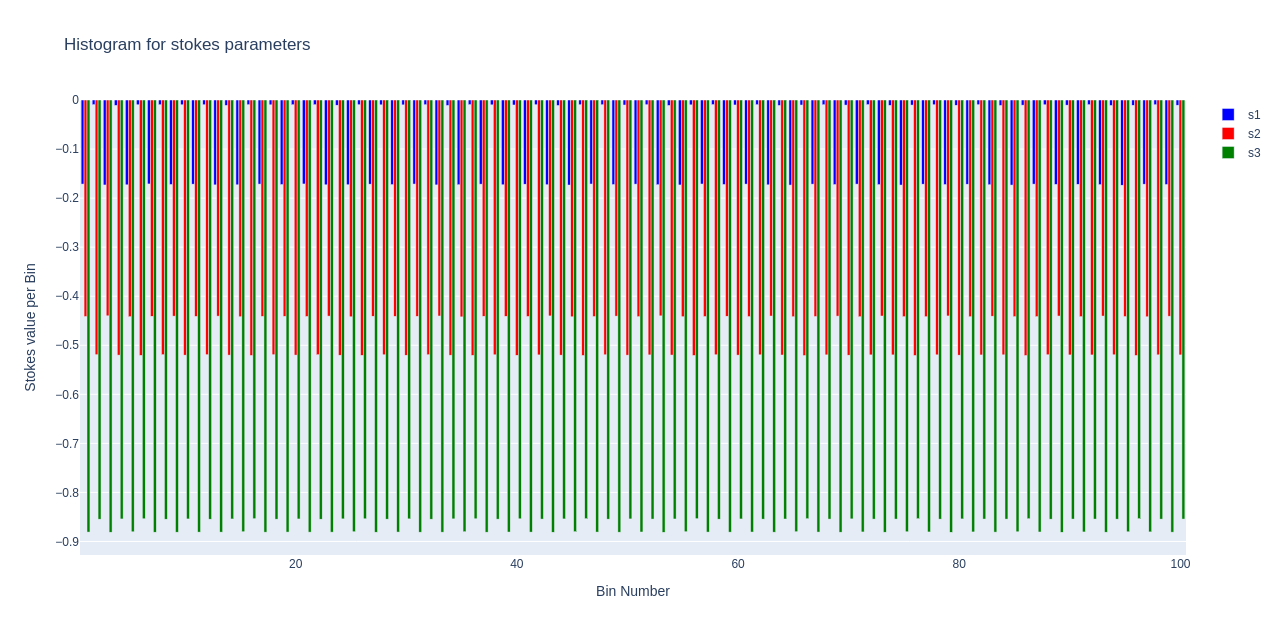 Histogram for stokes parameters
0
−0.1
−0.2
−0.3
−0.4
−0.5
−0.6
−0.7
−0.8
−0.9
Stokes value per Bin
20
40
60
80
100
Bin Number
s1
s2
s3